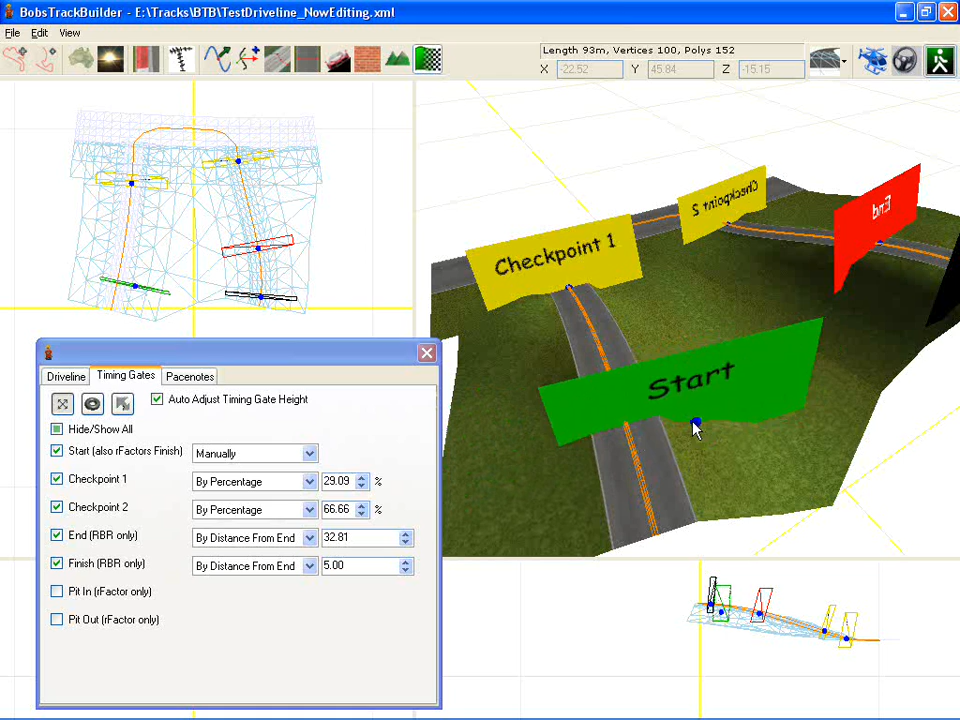 BobsTrackBuilder - E:\Tracks\BTB\TestDriveline_NowEditing.xml
File Edit View
Length 93m, Vertices 100, Polys 152
X -22.52 Y 45.84 Z -15.15
Checkpoint 1
Checkpoint 2
End
Start
Driveline Timing Gates Pacenotes
Auto Adjust Timing Gate Height
Hide/Show All
Start (also rFactors Finish) Manually
Checkpoint 1 By Percentage 29.09 %
Checkpoint 2 By Percentage 66.66 %
End (RBR only) By Distance From End 32.81
Finish (RBR only) By Distance From End 5.00
Pit In (rFactor only)
Pit Out (rFactor only)